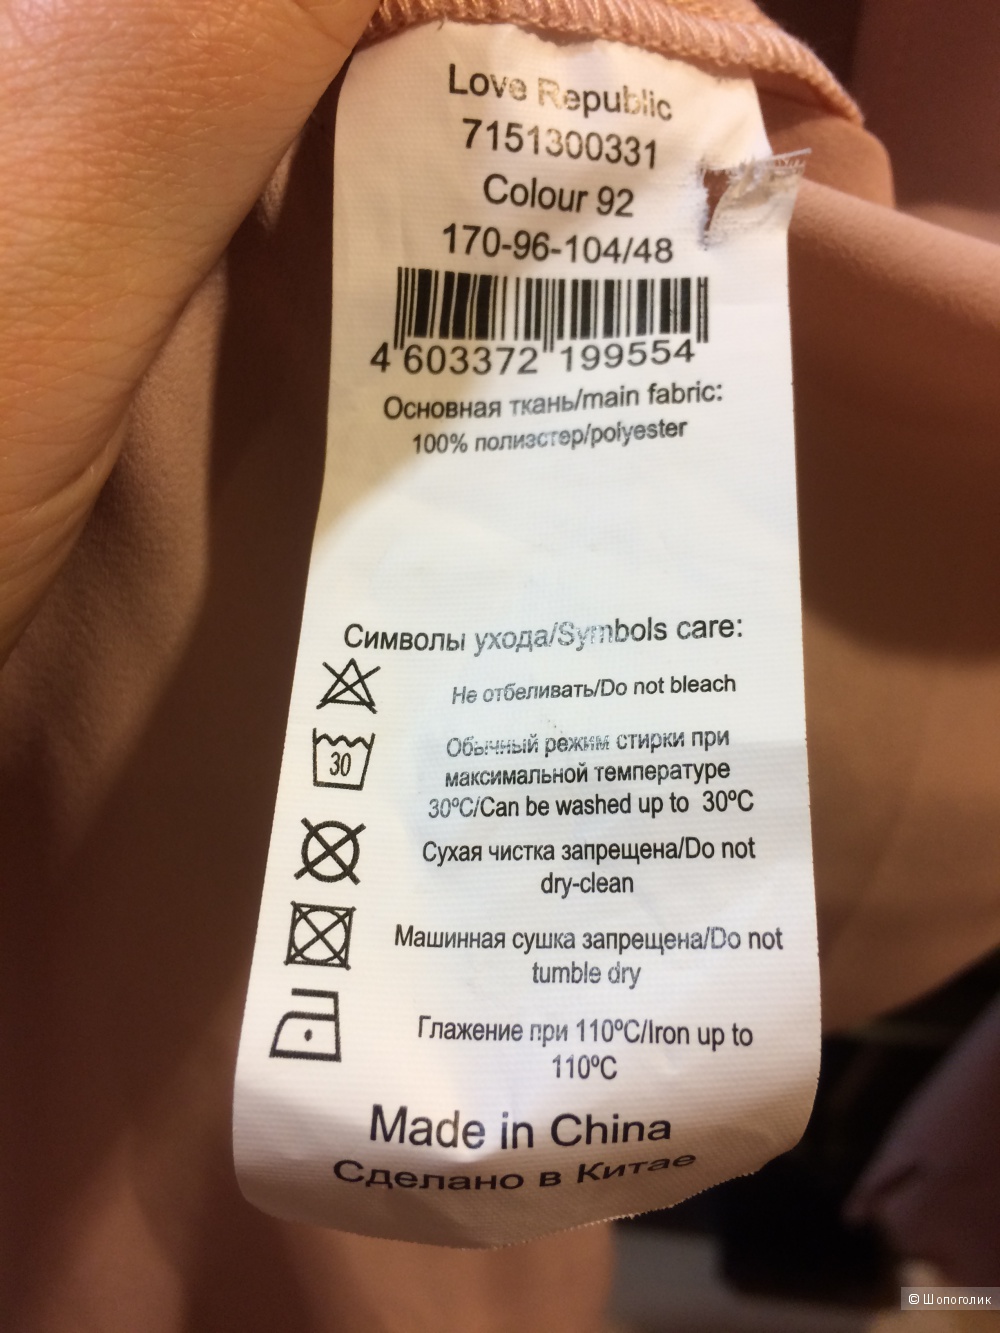 Love Republic
7151300331
Colour 92
170-96-104/48
4 603372 199554
Основная ткань/main fabric:
100% полиэстер/polyester
Символы ухода/Symbols care:
Не отбеливать/Do not bleach
30
Обычный режим стирки при
максимальной температуре
30ºC/Can be washed up to 30ºC
Сухая чистка запрещена/Do not
dry-clean
Машинная сушка запрещена/Do not
tumble dry
Глажение при 110ºC/Iron up to
110ºC
Made in China
Сделано в Китае
© Шопоголик